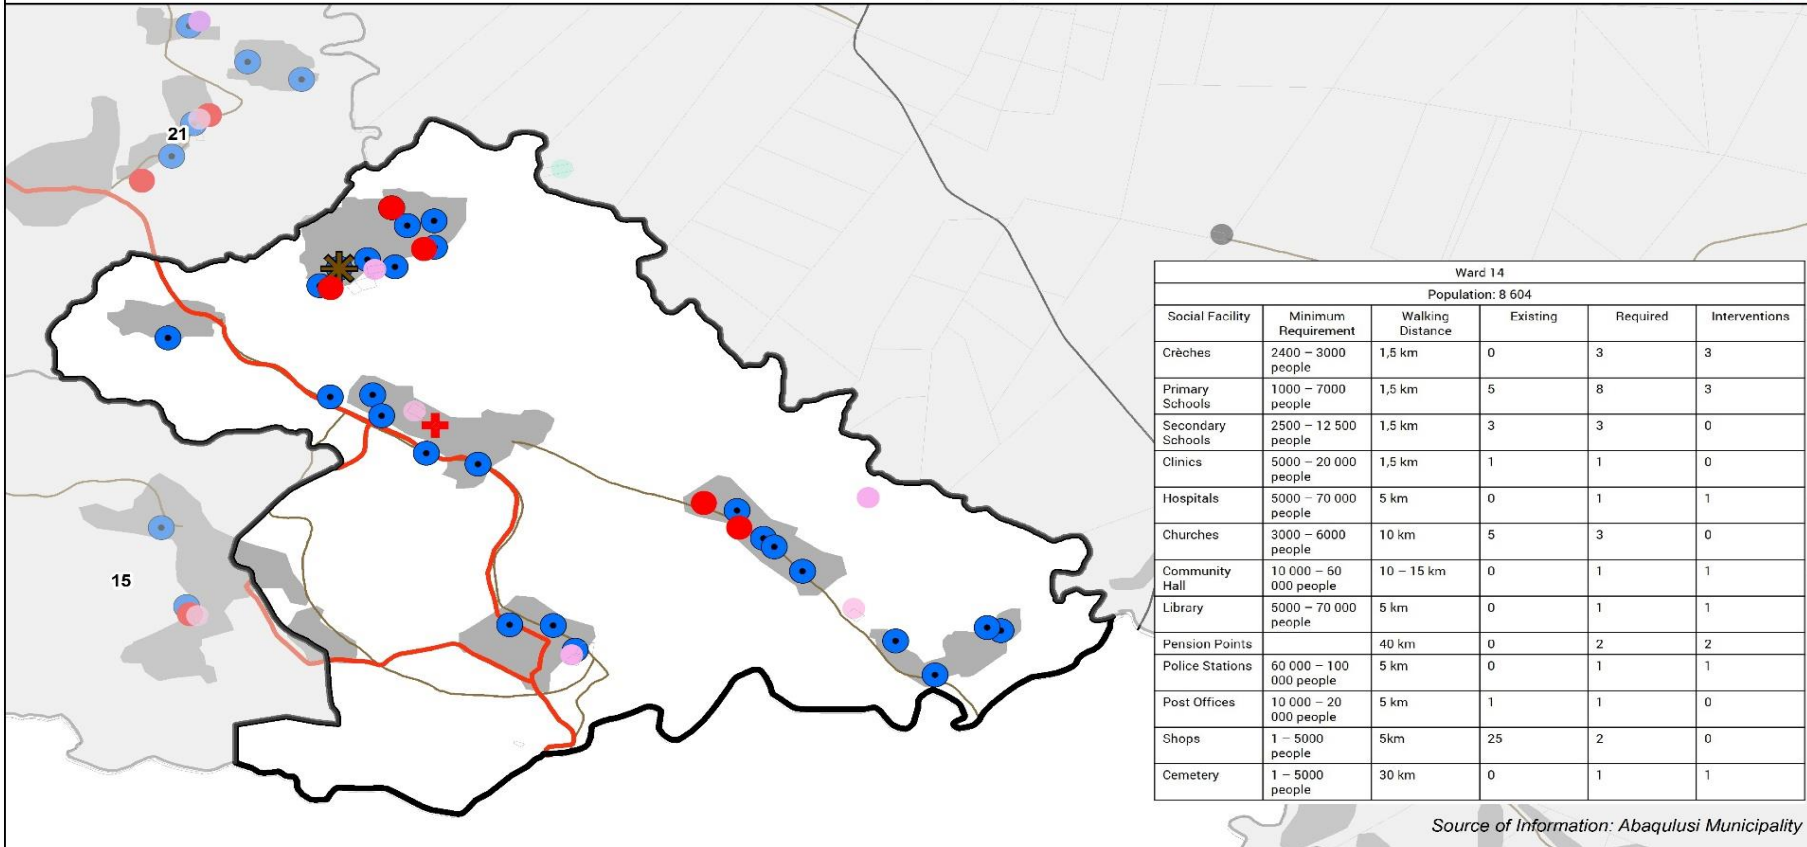 21
15
Ward 14
Population: 8 604
Social Facility Minimum Requirement Walking Distance Existing Required Interventions
Crèches 2400 – 3000 people 1,5 km 0 3 3
Primary Schools 1000 – 7000 people 1,5 km 5 8 3
Secondary Schools 2500 – 12 500 people 1,5 km 3 3 0
Clinics 5000 – 20 000 people 1,5 km 1 1 0
Hospitals 5000 – 70 000 people 5 km 0 1 1
Churches 3000 – 6000 people 10 km 5 3 0
Community Hall 10 000 – 60 000 people 10 – 15 km 0 1 1
Library 5000 – 70 000 people 5 km 0 1 1
Pension Points 40 km 0 2 2
Police Stations 60 000 – 100 000 people 5 km 0 1 1
Post Offices 10 000 – 20 000 people 5 km 1 1 0
Shops 1 – 5000 people 5km 25 2 0
Cemetery 1 – 5000 people 30 km 0 1 1
Source of Information: Abaqulusi Municipality